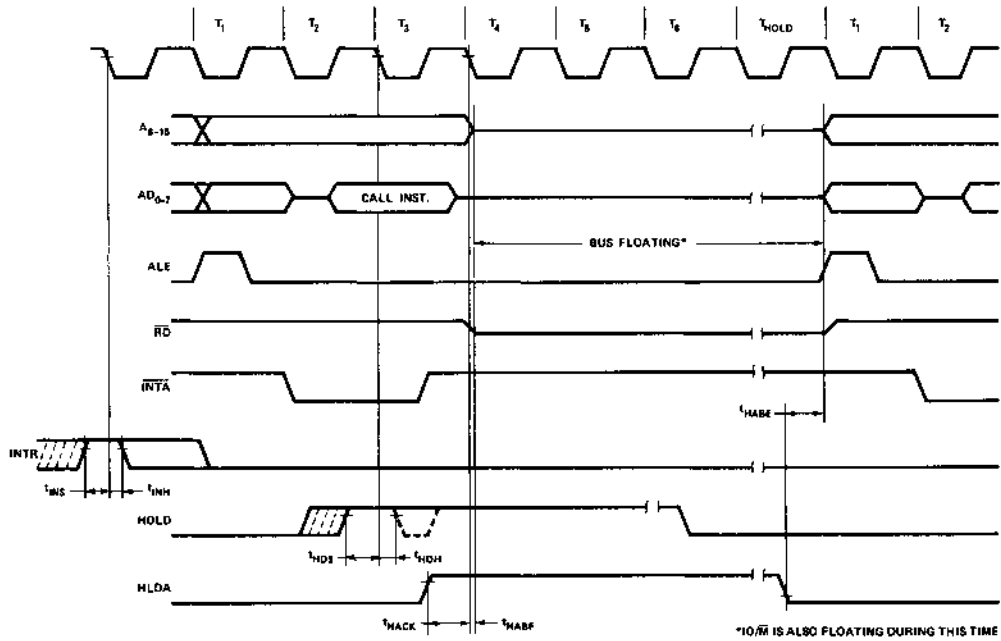 T1 T2 T3 T4 T5 T6 THOLD T1 T2
A8-15
AD0-7
CALL INST.
BUS FLOATING*
ALE
RD
INTA
tHABE
INTR
tINS
tINH
HOLD
tHDS
tHDH
HLDA
tHACK
tHABF
*IO/M IS ALSO FLOATING DURING THIS TIME